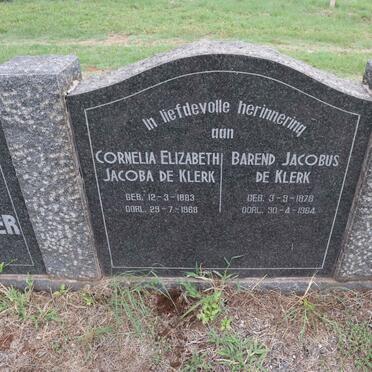 In liefdevolle herinnering
aan
CORNELIA ELIZABETH
JACOBA DE KLERK
GEB. 12-3-1883
OORL. 29-7-1968
BAREND JACOBUS
DE KLERK
GEB. 3-9-1878
OORL. 30-4-1964
ER